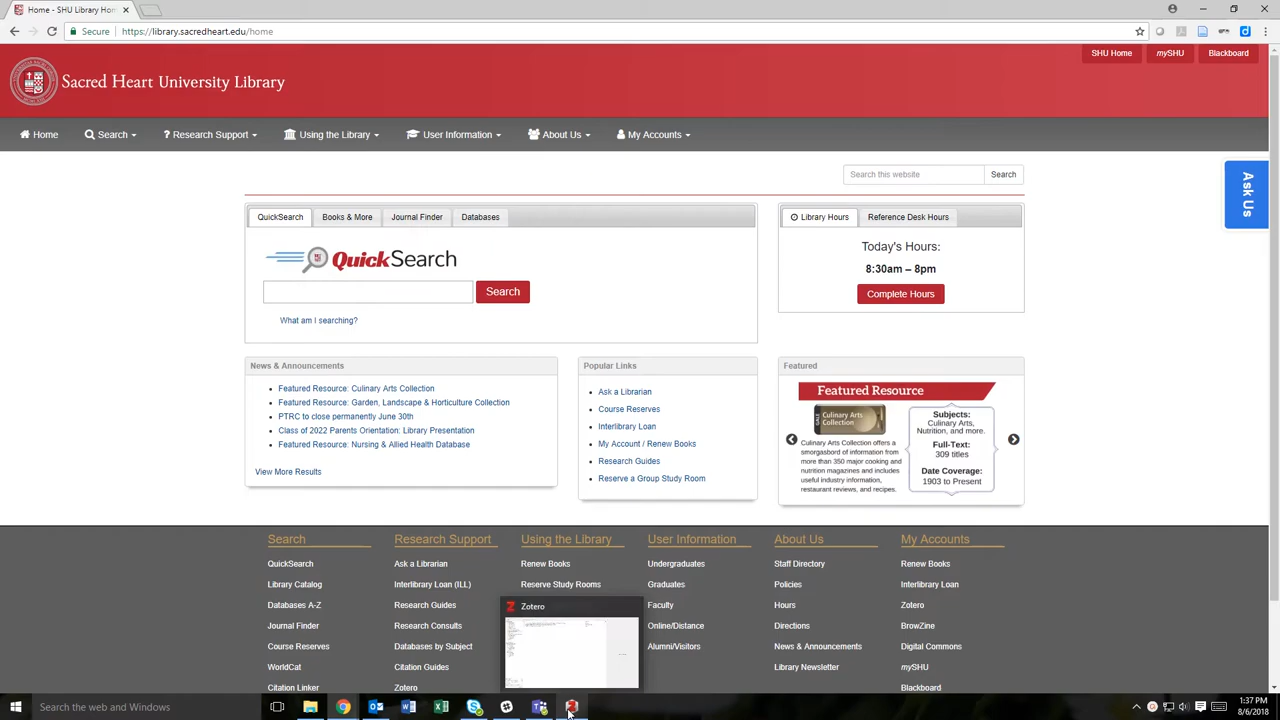 Home - SHU Library Home
Secure
https://library.sacredheart.edu/home
SHU Home
mySHU
Blackboard
Sacred Heart University Library
Home
Search
Research Support
Using the Library
User Information
About Us
My Accounts
Search this website
Search
Ask Us
QuickSearch
Books & More
Journal Finder
Databases
Library Hours
Reference Desk Hours
QuickSearch
Today's Hours:
8:30am – 8pm
Search
Complete Hours
What am I searching?
News & Announcements
Featured Resource: Culinary Arts Collection
Featured Resource: Garden, Landscape & Horticulture Collection
PTRC to close permanently June 30th
Class of 2022 Parents Orientation: Library Presentation
Featured Resource: Nursing & Allied Health Database
View More Results
Popular Links
Ask a Librarian
Course Reserves
Interlibrary Loan
My Account / Renew Books
Research Guides
Reserve a Group Study Room
Featured
Featured Resource
Culinary Arts
Collection
Culinary Arts Collection offers a
smorgasbord of information from
more than 350 major cooking and
nutrition magazines and includes
useful industry information,
restaurant reviews, and recipes.
Subjects:
Culinary Arts,
Nutrition, and more.
Full-Text:
309 titles
Date Coverage:
1903 to Present
Search
QuickSearch
Library Catalog
Databases A-Z
Journal Finder
Course Reserves
WorldCat
Citation Linker
Research Support
Ask a Librarian
Interlibrary Loan (ILL)
Research Guides
Research Consults
Databases by Subject
Citation Guides
Zotero
Using the Library
Renew Books
Reserve Study Rooms
Zotero
User Information
Undergraduates
Graduates
Faculty
Online/Distance
Alumni/Visitors
About Us
Staff Directory
Policies
Hours
Directions
News & Announcements
Library Newsletter
My Accounts
Renew Books
Interlibrary Loan
Zotero
BrowZine
Digital Commons
mySHU
Blackboard
Search the web and Windows
1:37 PM
8/6/2018